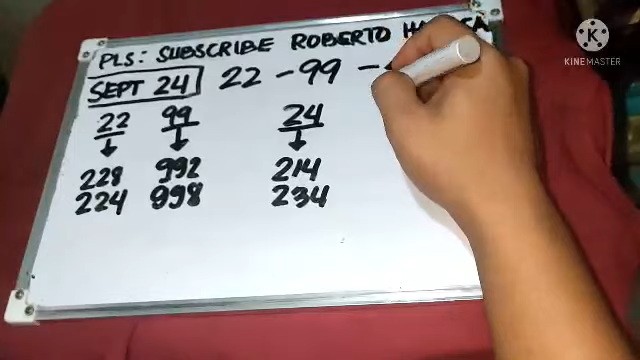 PLS: SUBSCRIBE ROBERTO
SEPT 24 22 - 99 -
22 99 24
228 992 214
224 998 234
K
KINEMASTER